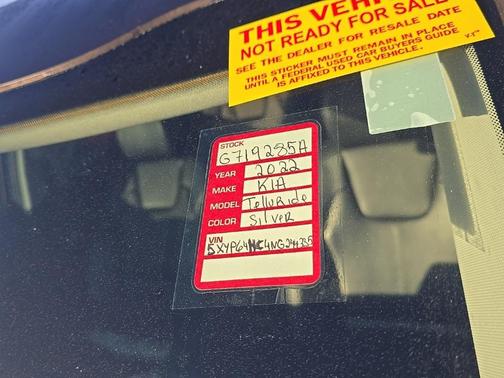 THIS
NOT READY FOR SALE
SEE THE DEALER FOR RESALE DATE
THIS STICKER MUST REMAIN IN PLACE
UNTIL A FEDERAL USED CAR BUYERS GUIDE
IS AFFIXED TO THIS VEHICLE.
STOCK
G719285A
YEAR 2022
MAKE KIA
MODEL Telluride
COLOR Silver
VIN